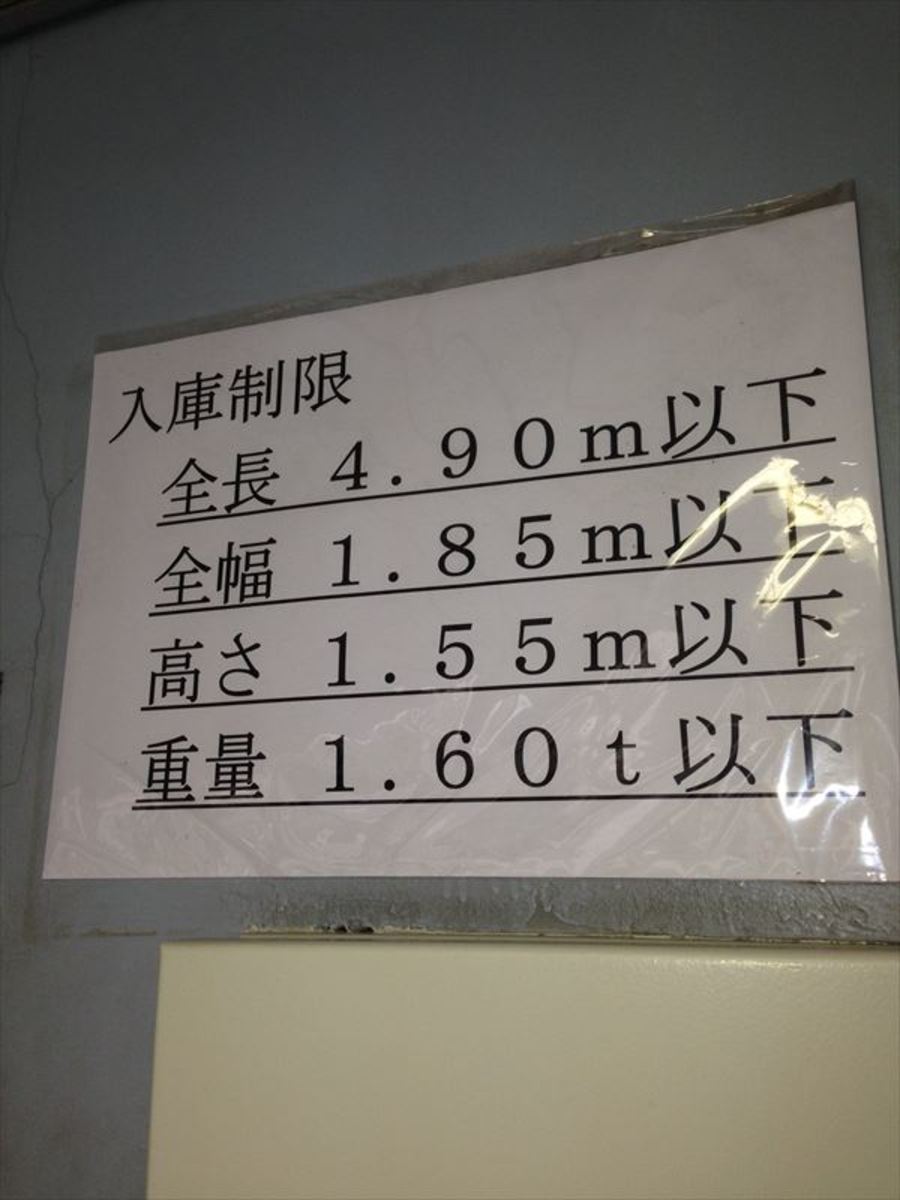 入庫制限
全長 4.90m以下
全幅 1.85m以下
高さ 1.55m以下
重量 1.60t以下